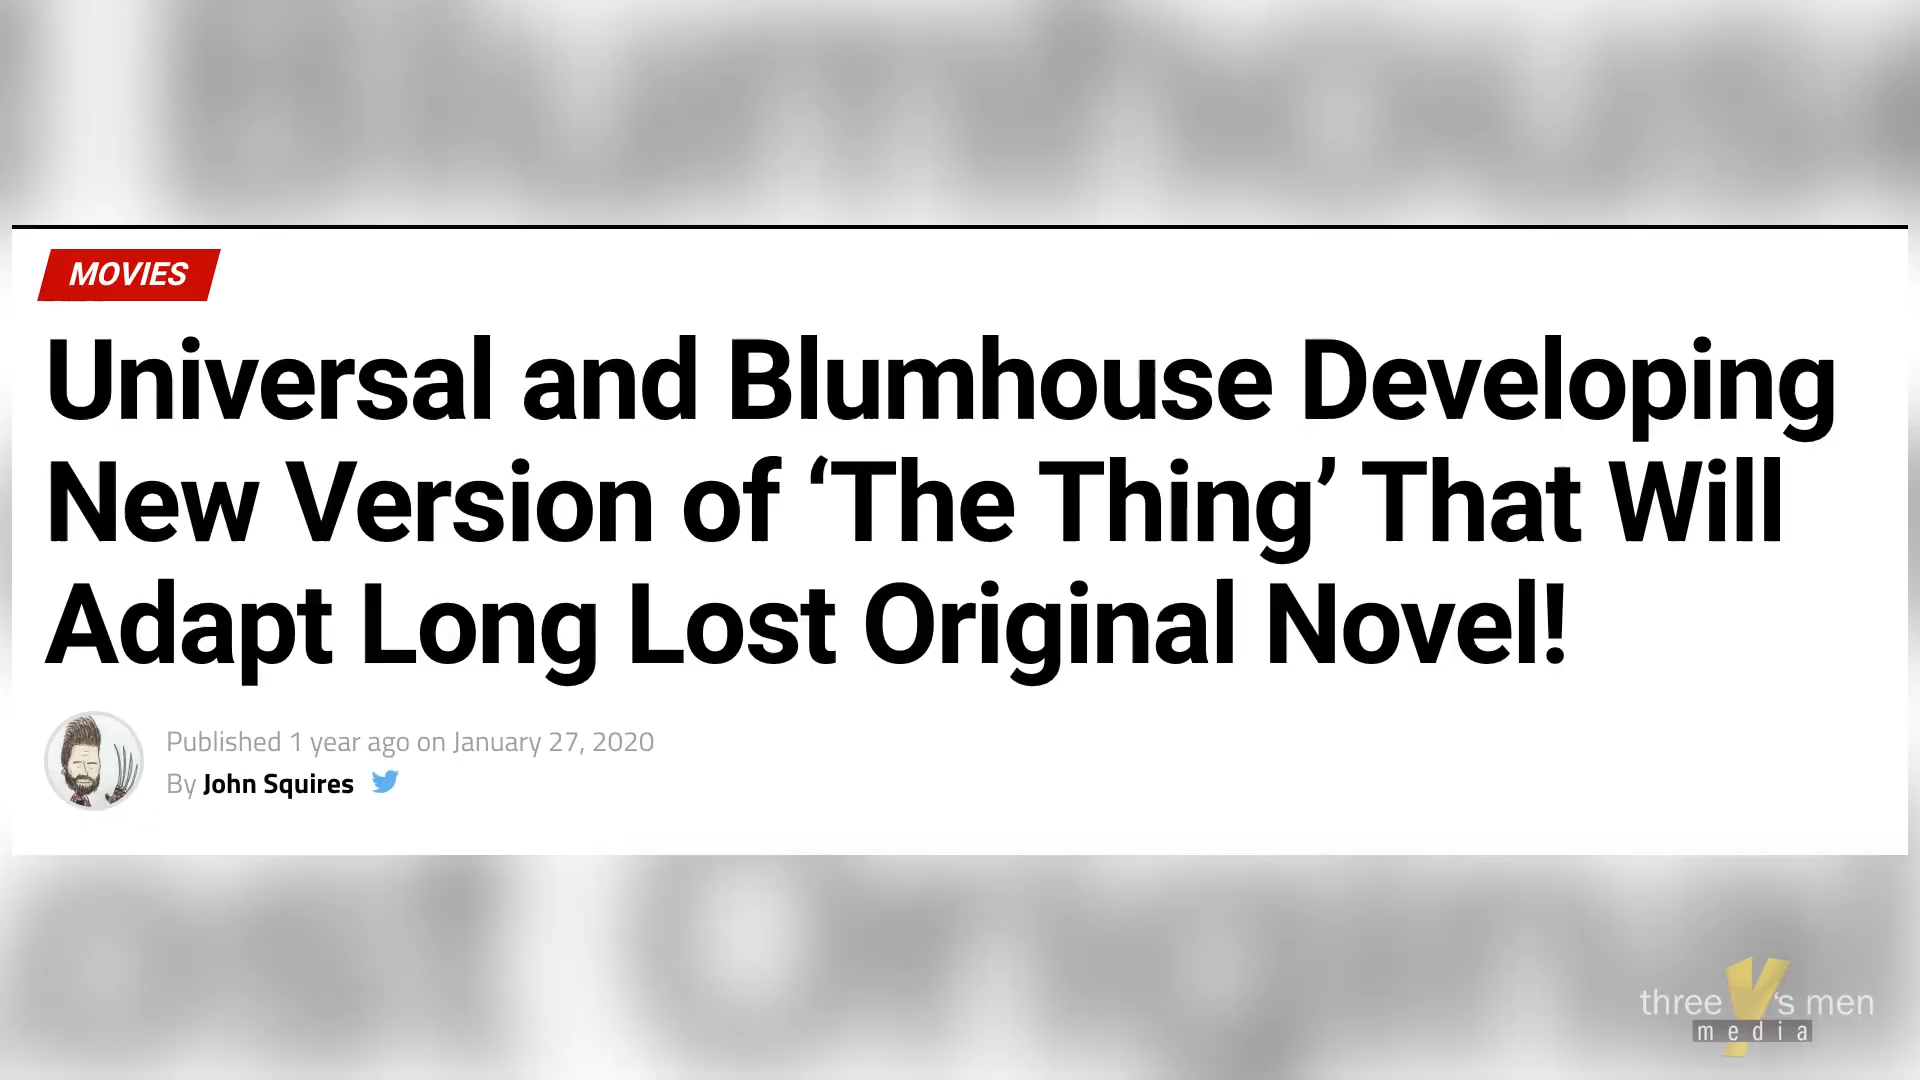 MOVIES
Universal and Blumhouse Developing
New Version of ‘The Thing’ That Will
Adapt Long Lost Original Novel!
Published 1 year ago on January 27, 2020
By John Squires
three Y's men
media